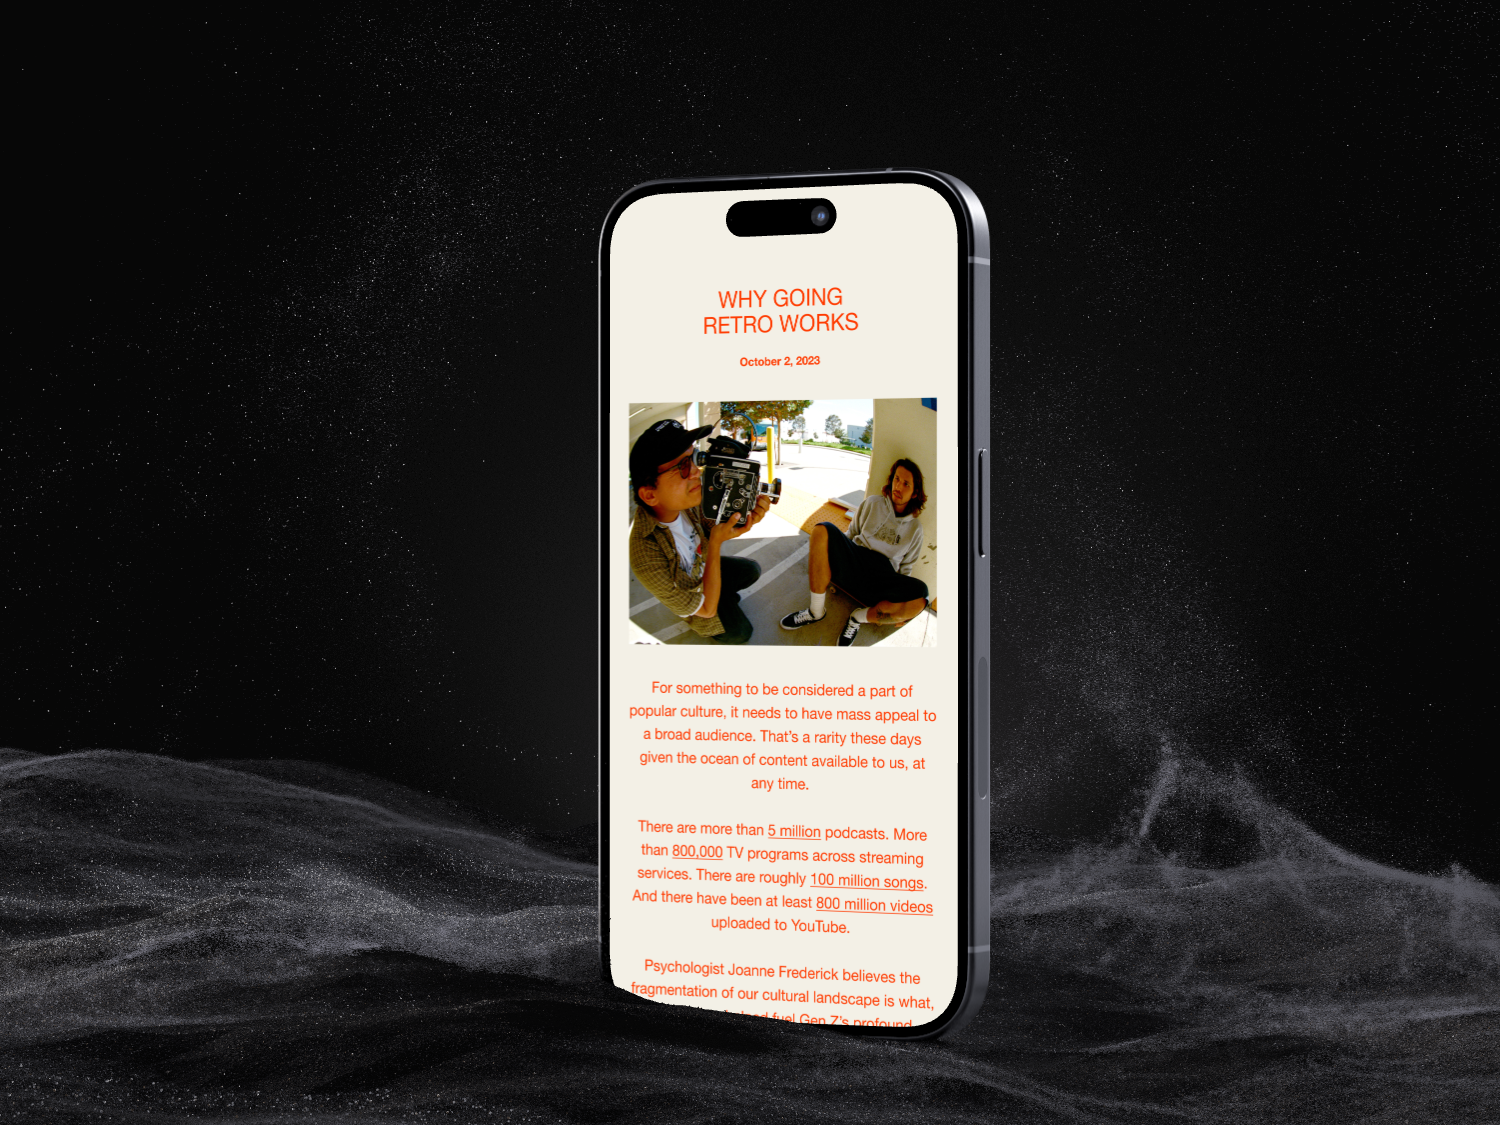 WHY GOING
RETRO WORKS
October 2, 2023
For something to be considered a part of
popular culture, it needs to have mass appeal to
a broad audience. That's a rarity these days
given the ocean of content available to us, at
any time.
There are more than 5 million podcasts. More
than 800,000 TV programs across streaming
services. There are roughly 100 million songs.
And there have been at least 800 million videos
uploaded to YouTube.
Psychologist Joanne Frederick believes the
fragmentation of our cultural landscape is what,
fuel Gen Z's profound